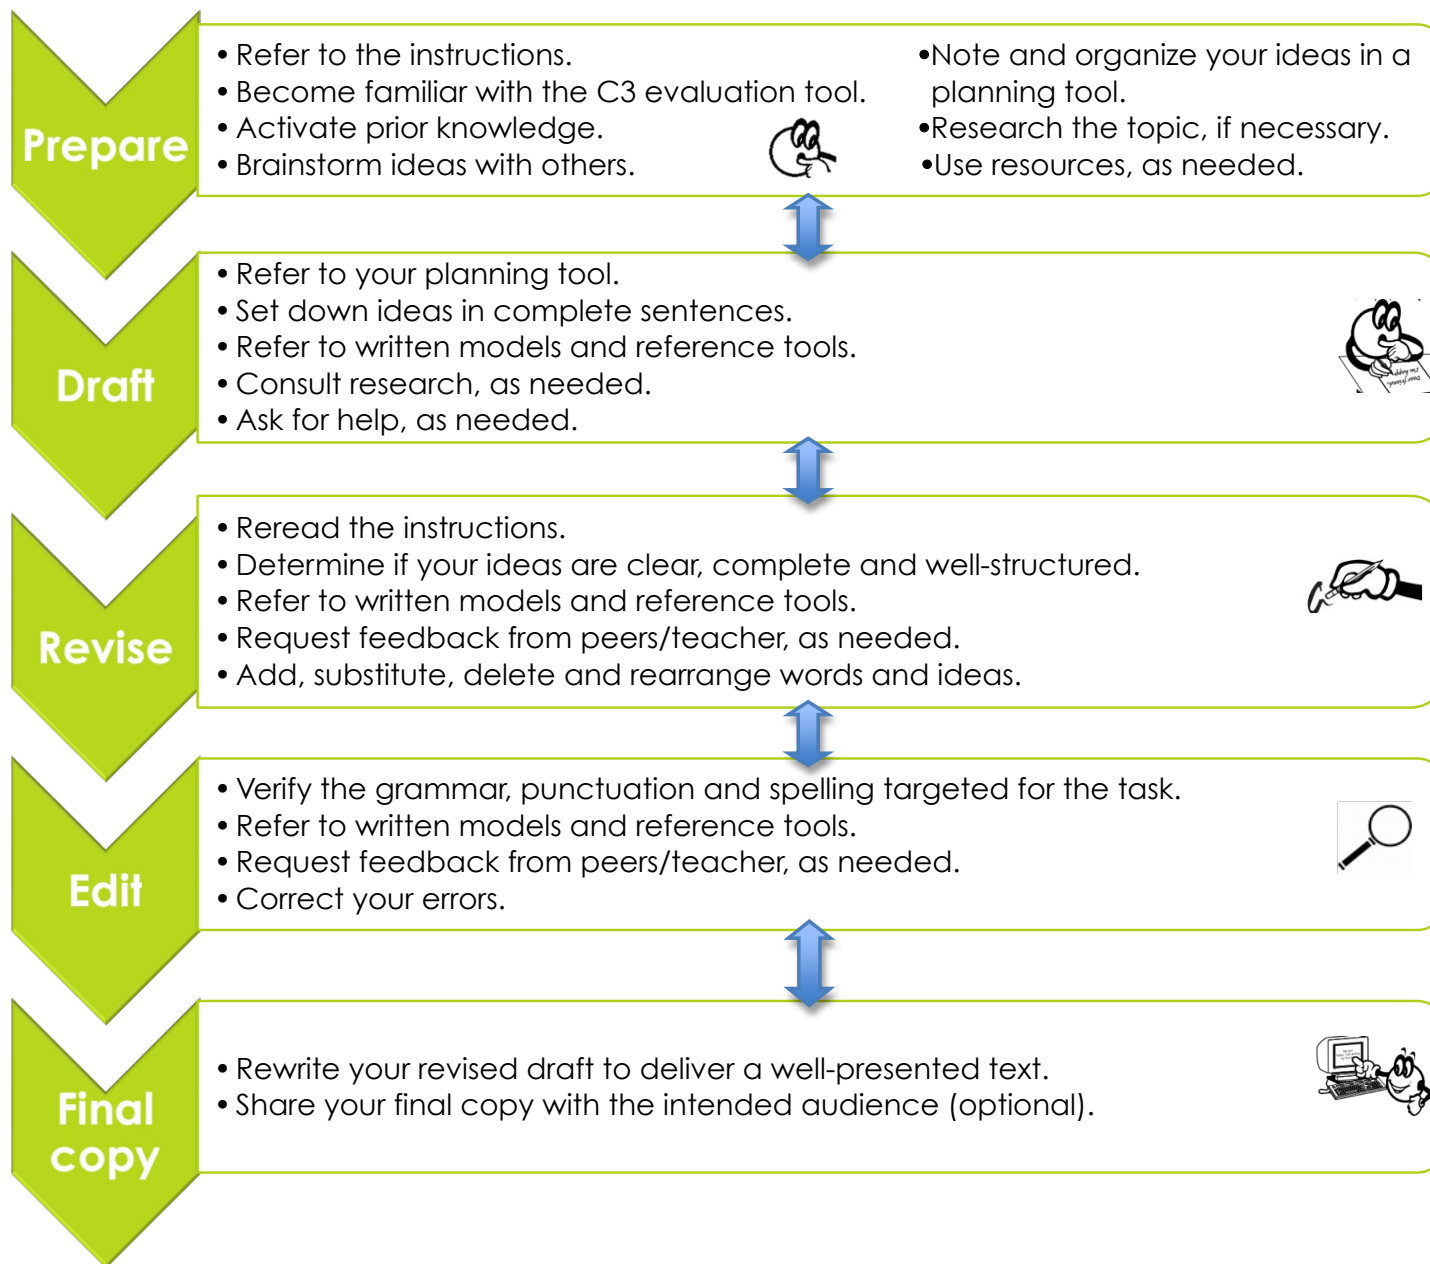 Prepare
• Refer to the instructions.
• Become familiar with the C3 evaluation tool.
• Activate prior knowledge.
• Brainstorm ideas with others.
•Note and organize your ideas in a
planning tool.
•Research the topic, if necessary.
•Use resources, as needed.
Draft
• Refer to your planning tool.
• Set down ideas in complete sentences.
• Refer to written models and reference tools.
• Consult research, as needed.
• Ask for help, as needed.
Dear friend,
I'm happy
Revise
• Reread the instructions.
• Determine if your ideas are clear, complete and well-structured.
• Refer to written models and reference tools.
• Request feedback from peers/teacher, as needed.
• Add, substitute, delete and rearrange words and ideas.
Edit
• Verify the grammar, punctuation and spelling targeted for the task.
• Refer to written models and reference tools.
• Request feedback from peers/teacher, as needed.
• Correct your errors.
Final
copy
• Rewrite your revised draft to deliver a well-presented text.
• Share your final copy with the intended audience (optional).